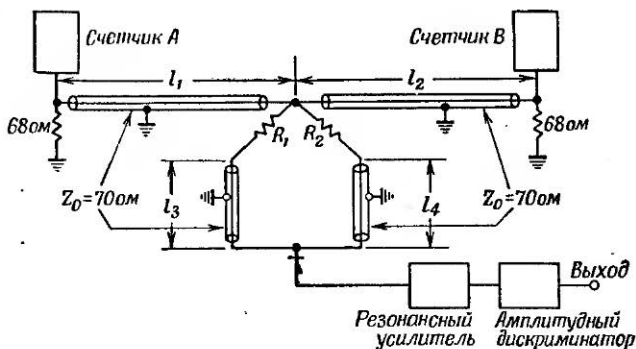 Счетчик А
Счетчик В
l₁
l₂
68ом
68ом
R₁
R₂
Z₀=70ом
l₃
l₄
Z₀=70ом
Выход
Резонансный усилитель
Амплитудный дискриминатор